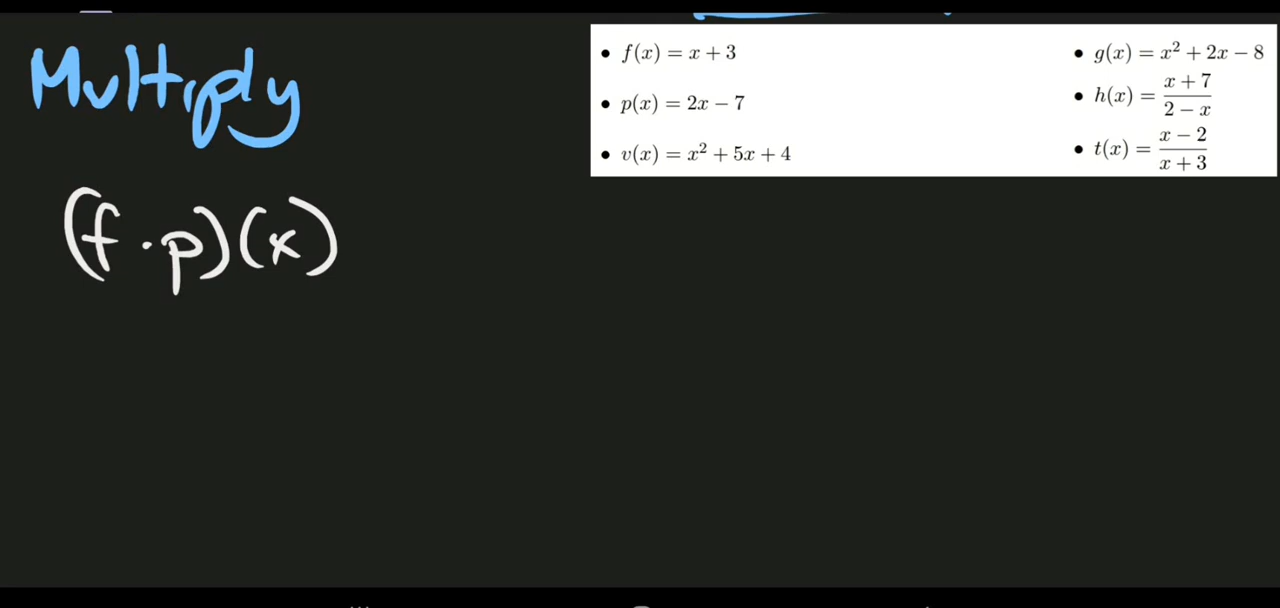 Multiply
• f(x) = x + 3
• p(x) = 2x − 7
• v(x) = x² + 5x + 4
• g(x) = x² + 2x − 8
• h(x) = (x + 7)/(2 − x)
• t(x) = (x − 2)/(x + 3)
(f · p)(x)